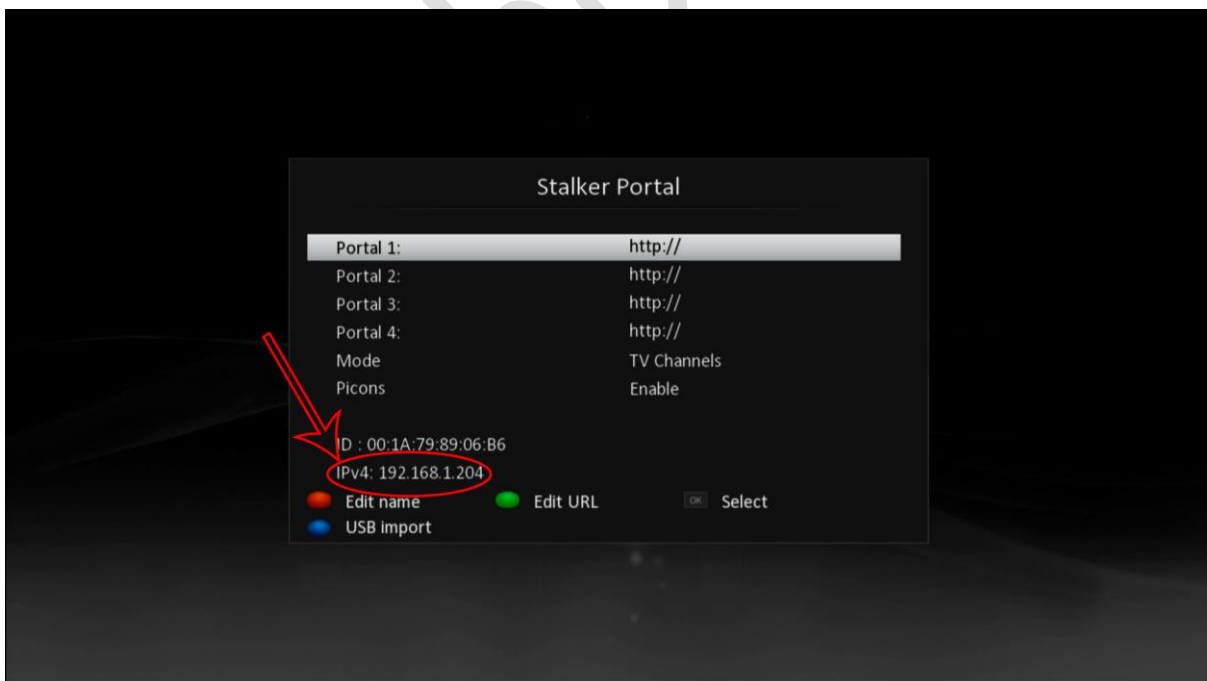 Stalker Portal
Portal 1: http://
Portal 2: http://
Portal 3: http://
Portal 4: http://
Mode TV Channels
Picons Enable
ID : 00:1A:79:89:06:B6
IPv4: 192.168.1.204
Edit name Edit URL OK Select
USB import